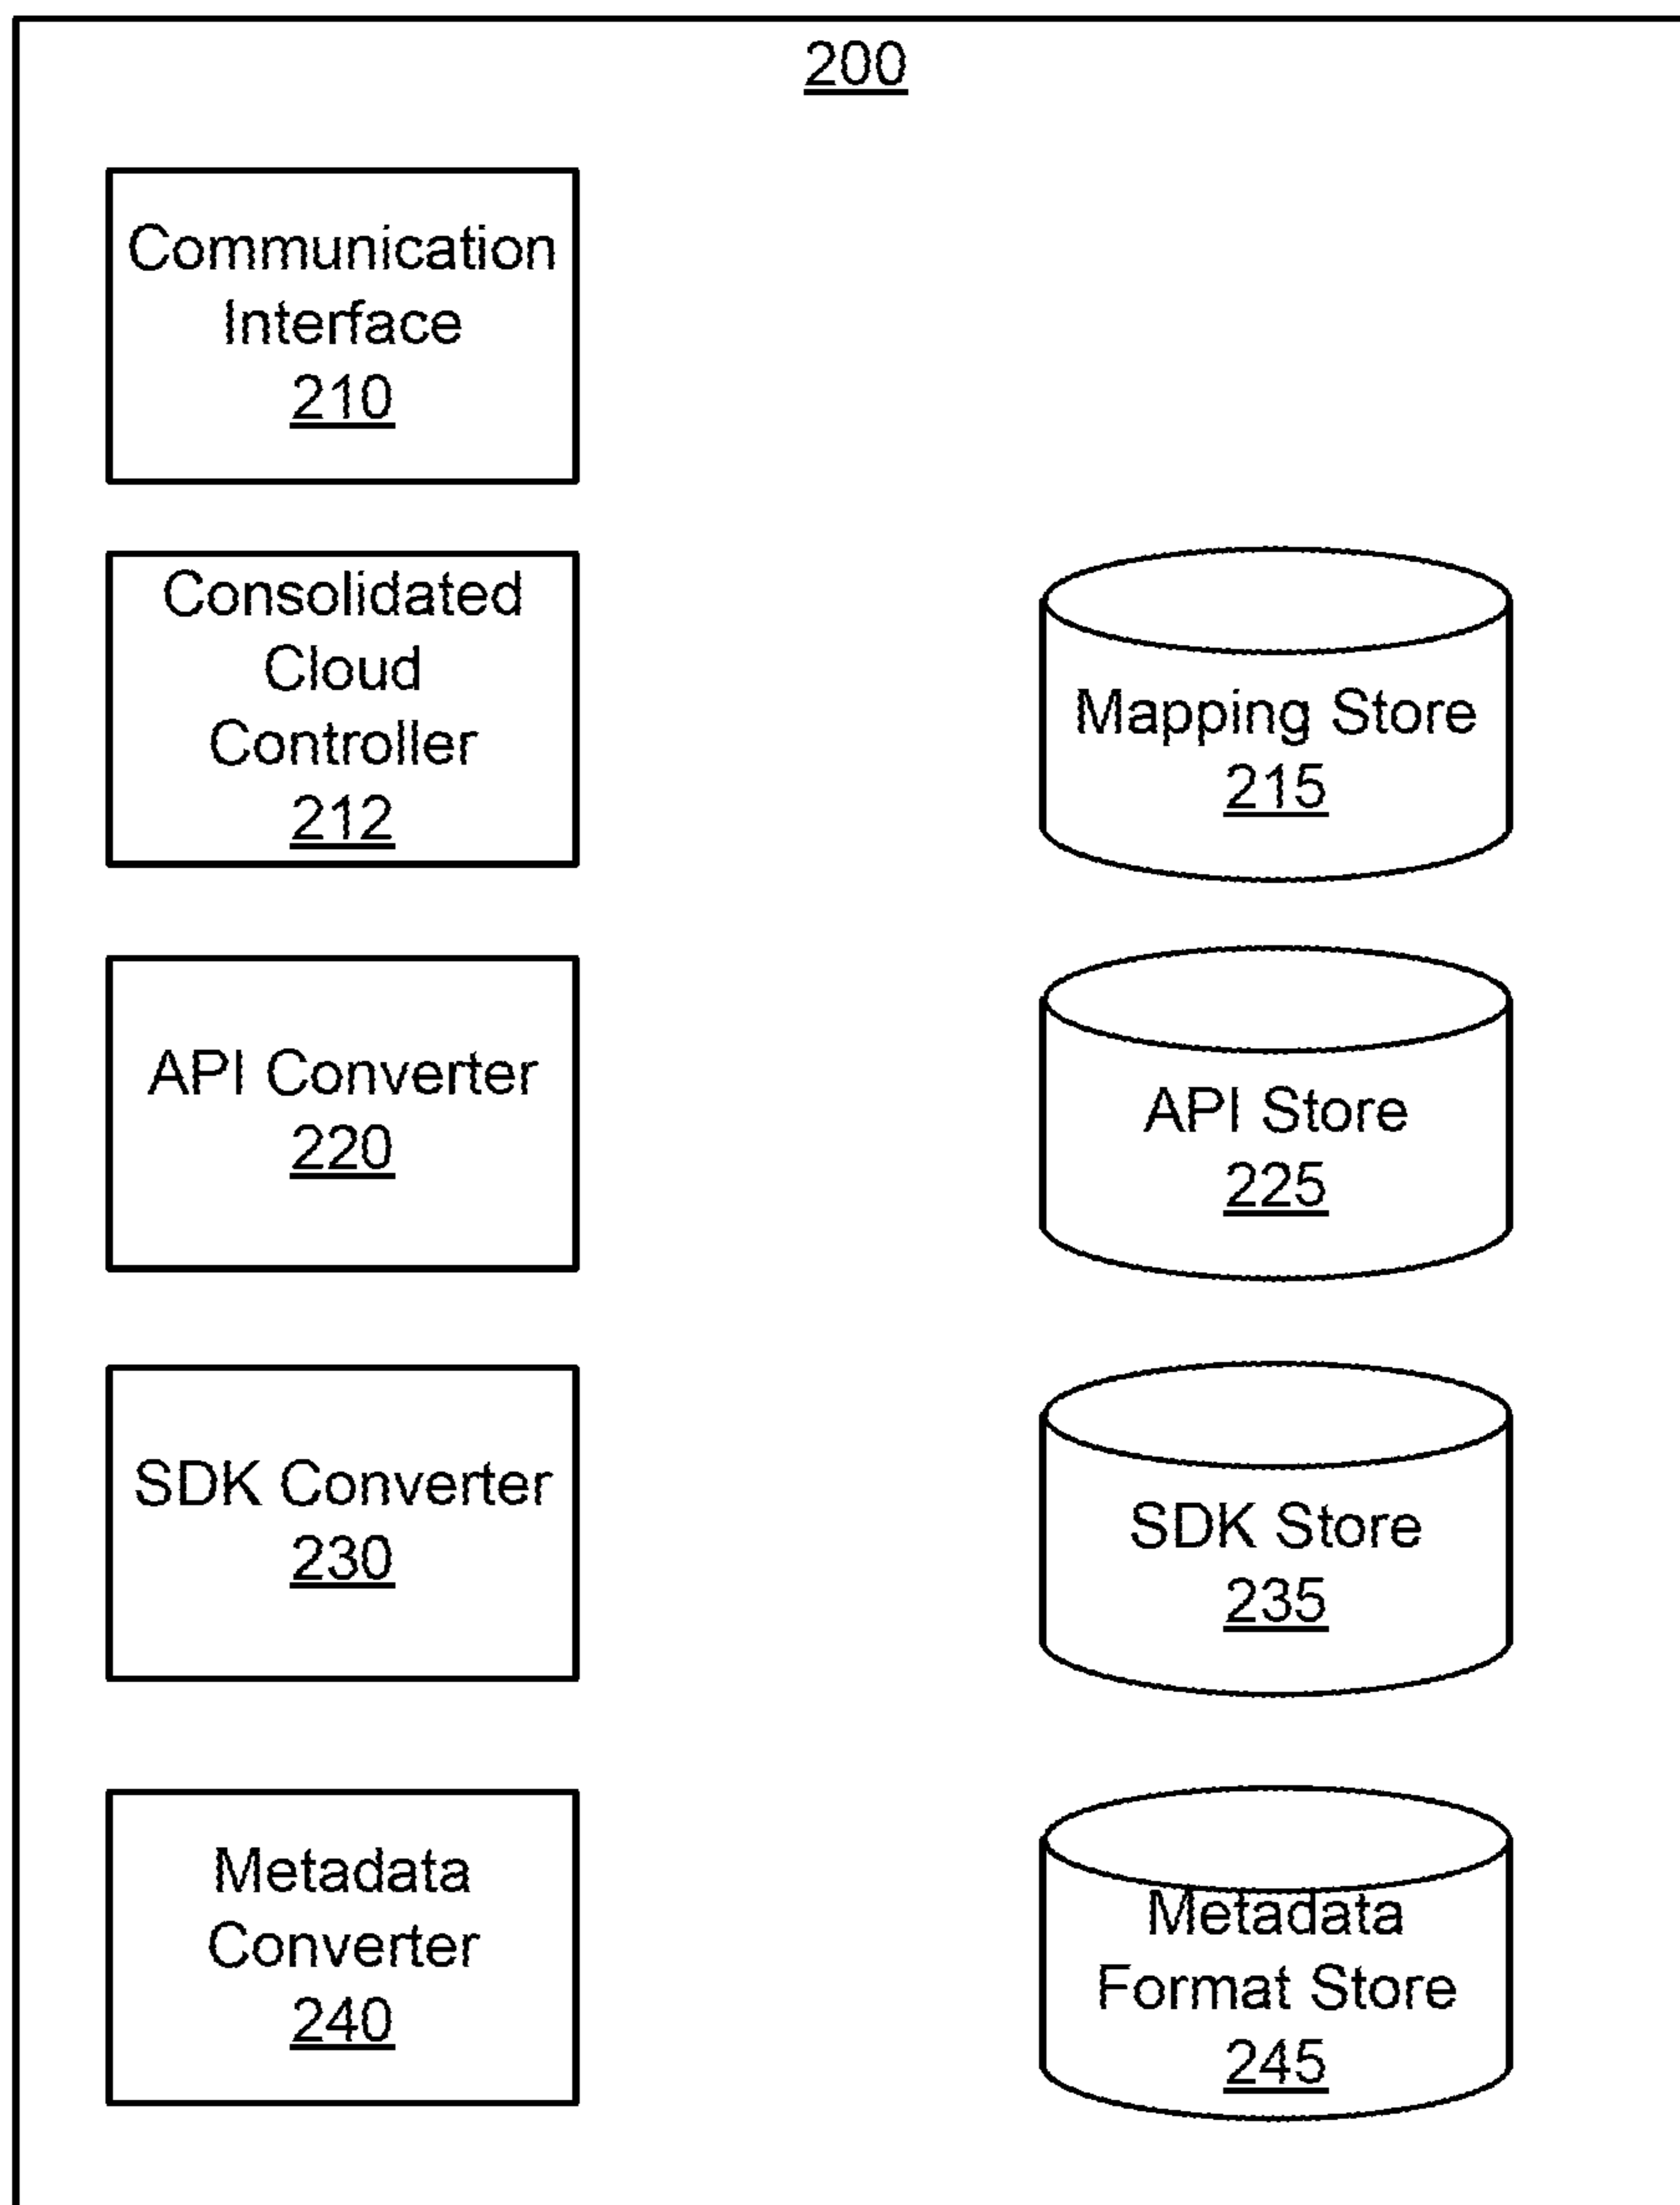 200
Communication
Interface
210
Consolidated
Cloud
Controller
212
Mapping Store
215
API Converter
220
API Store
225
SDK Converter
230
SDK Store
235
Metadata
Converter
240
Metadata
Format Store
245